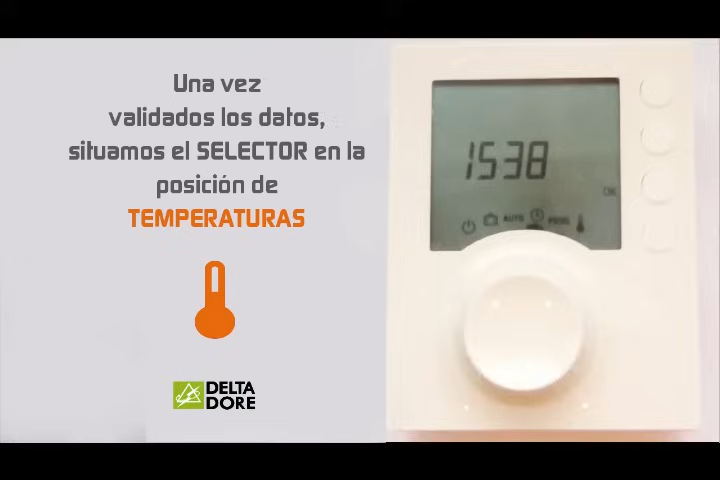 Una vez
validados los datos,
situamos el SELECTOR en la
posición de
TEMPERATURAS
DELTA
DORE
1538
OK
AUTO PROG